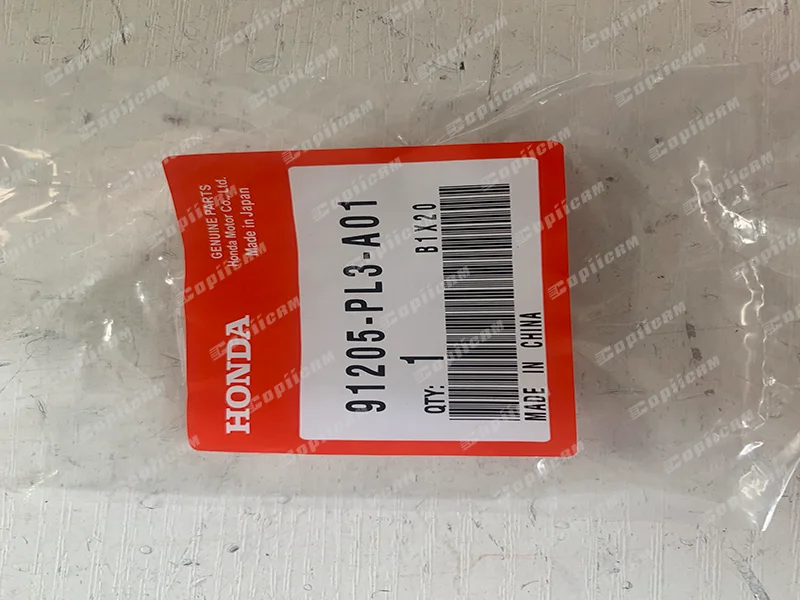 GENUINE PARTS
Honda Motor Co., Ltd.
Made in Japan
HONDA
91205-PL3-A01
B1X20
QTY: 1
MADE IN CHINA
Copiicam